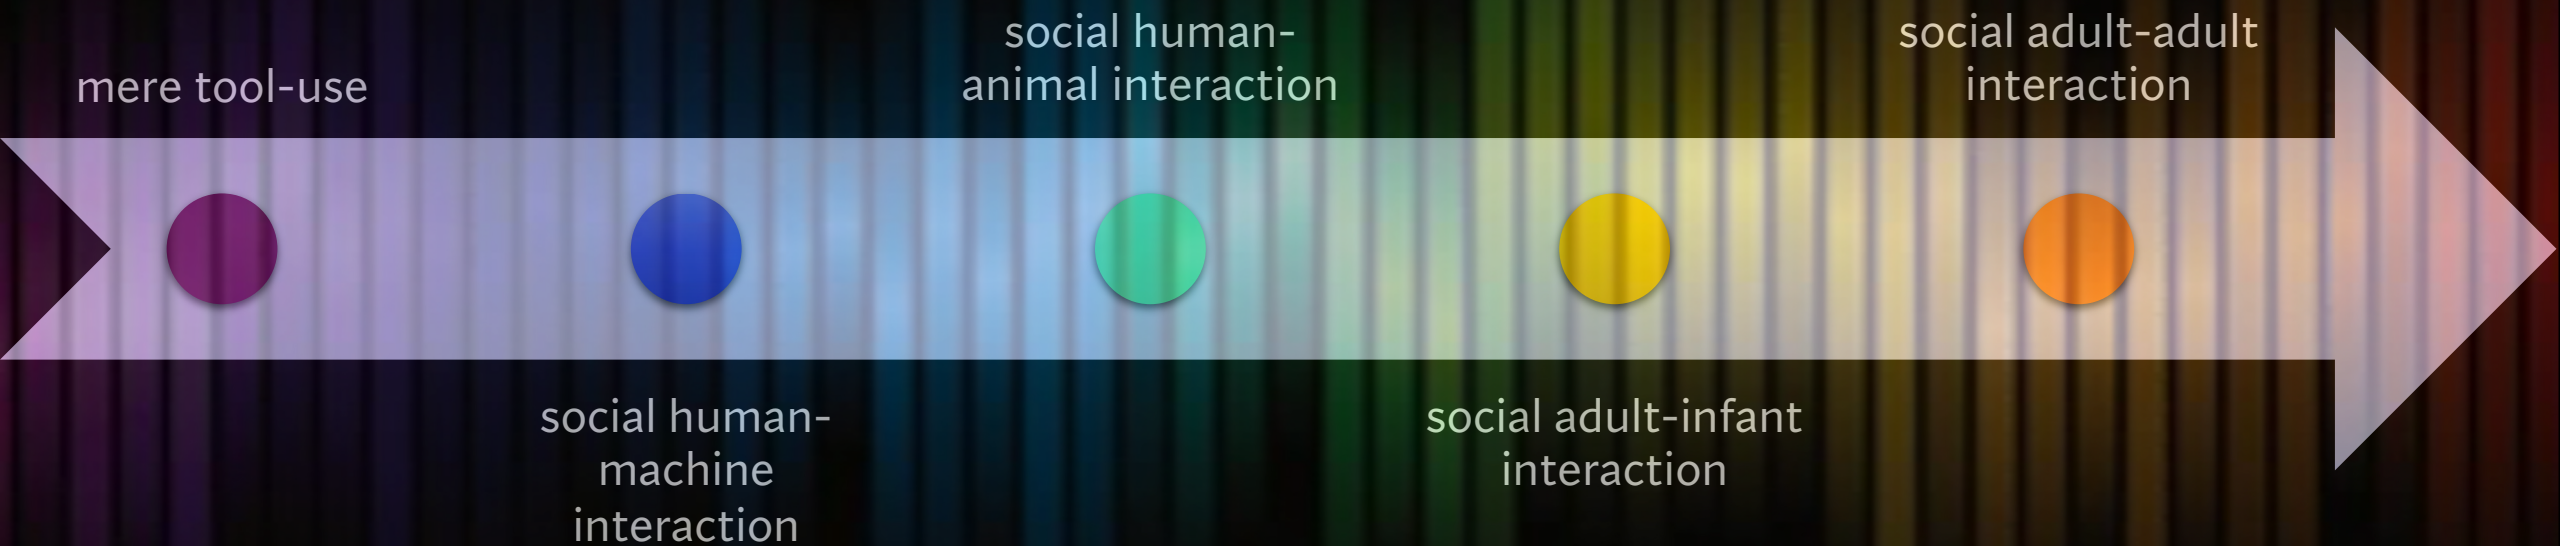 mere tool-use
social human-
machine
interaction
social human-
animal interaction
social adult-infant
interaction
social adult-adult
interaction